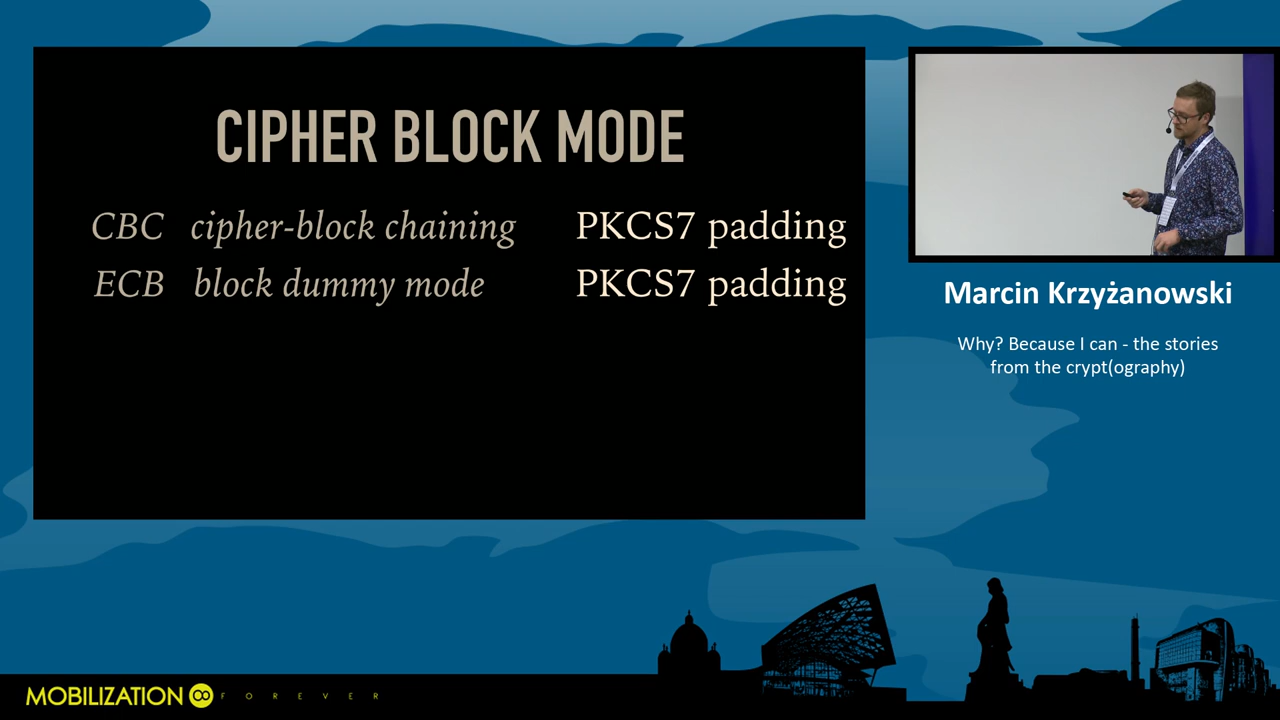 CIPHER BLOCK MODE
CBC cipher-block chaining PKCS7 padding
ECB block dummy mode PKCS7 padding
Marcin Krzyżanowski
Why? Because I can - the stories
from the crypt(ography)
MOBILIZATION FOREVER